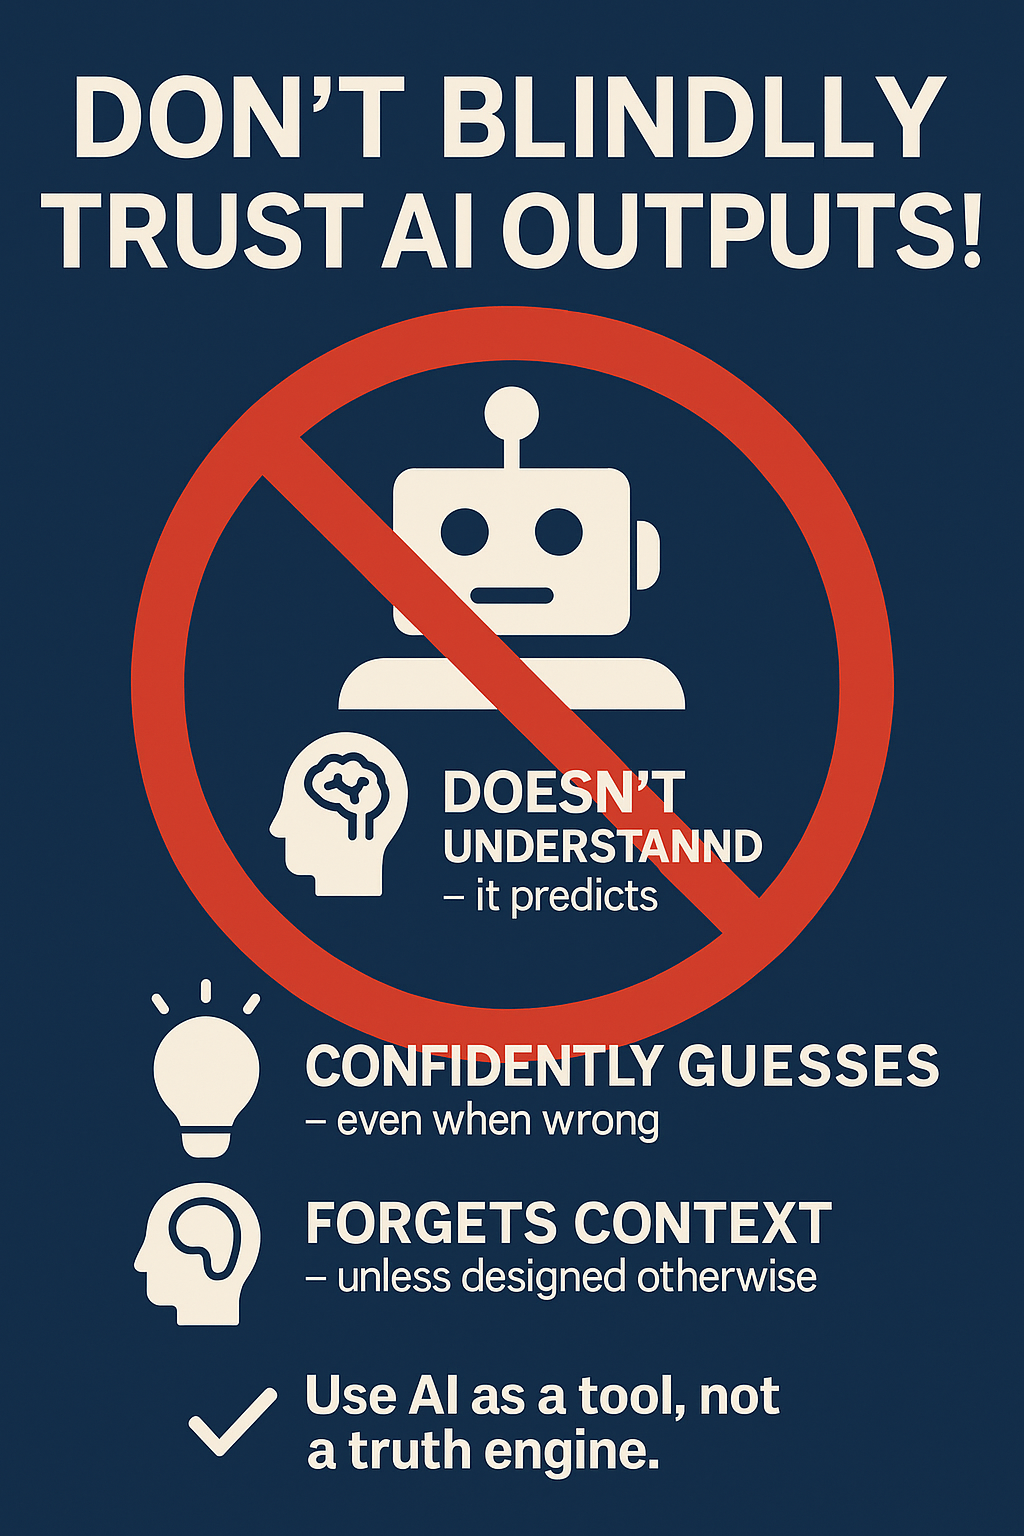 DON'T BLINDLLY
TRUST AI OUTPUTS!
DOESN'T
UNDERSTANND
– it predicts
CONFIDENTLY GUESSES
– even when wrong
FORGETS CONTEXT
– unless designed otherwise
Use AI as a tool, not
a truth engine.